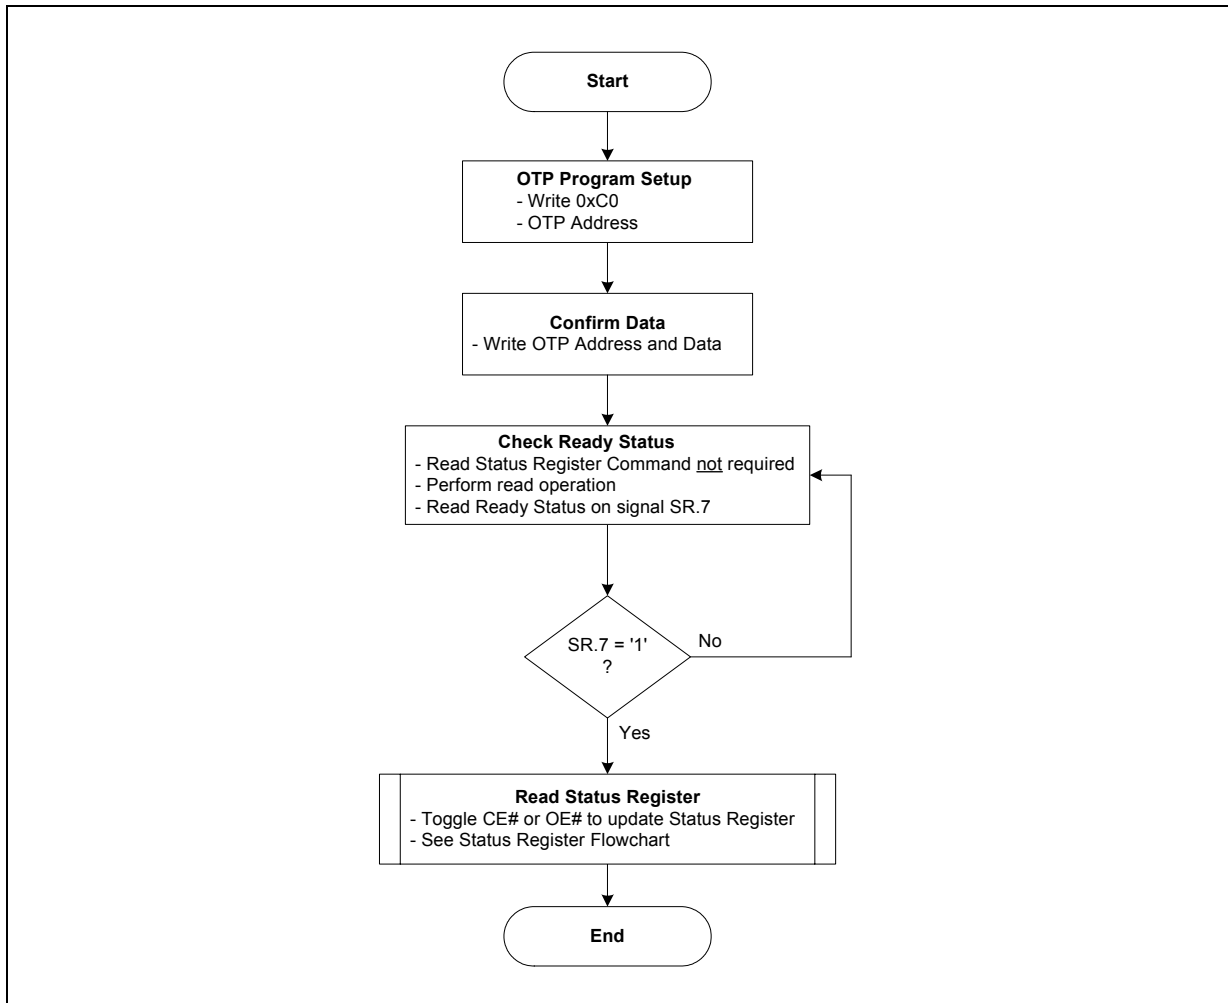 Start
OTP Program Setup
- Write 0xC0
- OTP Address
Confirm Data
- Write OTP Address and Data
Check Ready Status
- Read Status Register Command not required
- Perform read operation
- Read Ready Status on signal SR.7
SR.7 = '1'
?
No
Yes
Read Status Register
- Toggle CE# or OE# to update Status Register
- See Status Register Flowchart
End